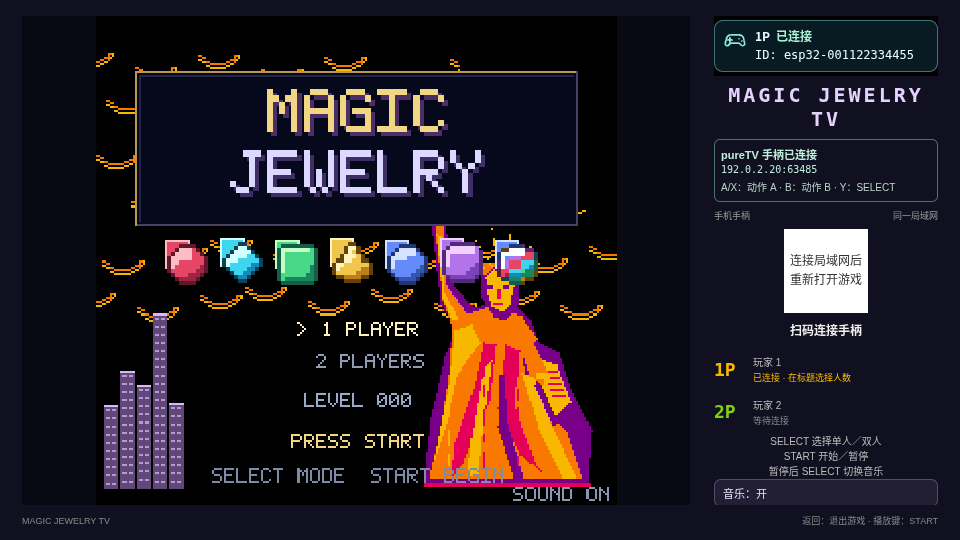 MAGIC
JEWELRY
> 1 PLAYER
2 PLAYERS
LEVEL 000
PRESS START
SELECT MODE START BEGIN
SOUND ON
1P 已连接
ID: esp32-001122334455
MAGIC JEWELRY
TV
pureTV 手柄已连接
192.0.2.20:63485
A/X：动作 A · B：动作 B · Y：SELECT
手机手柄
同一局域网
连接局域网后
重新打开游戏
扫码连接手柄
1P
玩家 1
已连接 · 在标题选择人数
2P
玩家 2
等待连接
SELECT 选择单人／双人
START 开始／暂停
暂停后 SELECT 切换音乐
音乐：开
MAGIC JEWELRY TV
返回：退出游戏 · 播放键：START